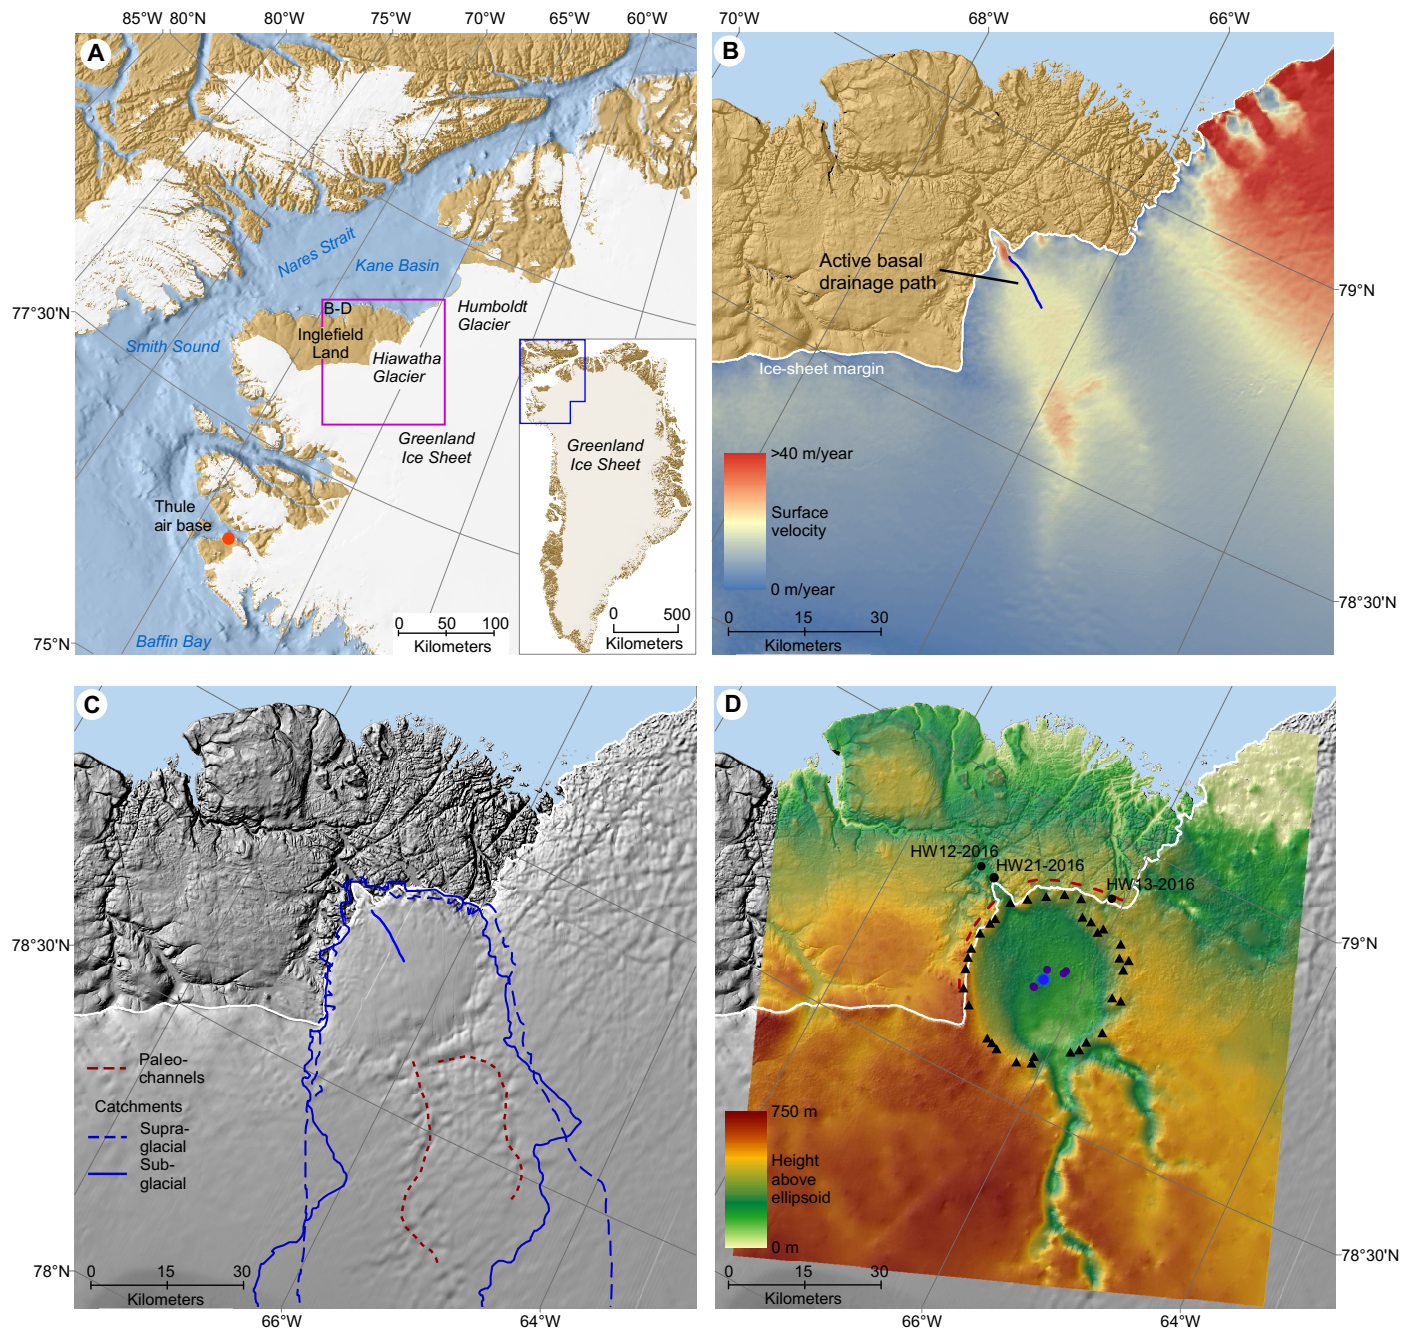 85°W 80°N 80°W 75°W 70°W 65°W 60°W
A
Nares Strait
Kane Basin
77°30'N
B-D
Humboldt
Glacier
Inglefield
Land
Smith Sound
Hiawatha
Glacier
Greenland
Ice Sheet
Greenland
Ice Sheet
Thule
air base
0 50 100
Kilometers
0 500
Kilometers
75°N
Baffin Bay
70°W 68°W 66°W
B
Active basal
drainage path
79°N
Ice-sheet margin
>40 m/year
Surface
velocity
0 m/year
78°30'N
0 15 30
Kilometers
C
78°30'N
Paleo-
channels
Catchments
Supra-
glacial
Sub-
glacial
78°N
0 15 30
Kilometers
66°W 64°W
D
HW12-2016
HW21-2016
HW13-2016
79°N
750 m
Height
above
ellipsoid
0 m
78°30'N
0 15 30
Kilometers
66°W 64°W